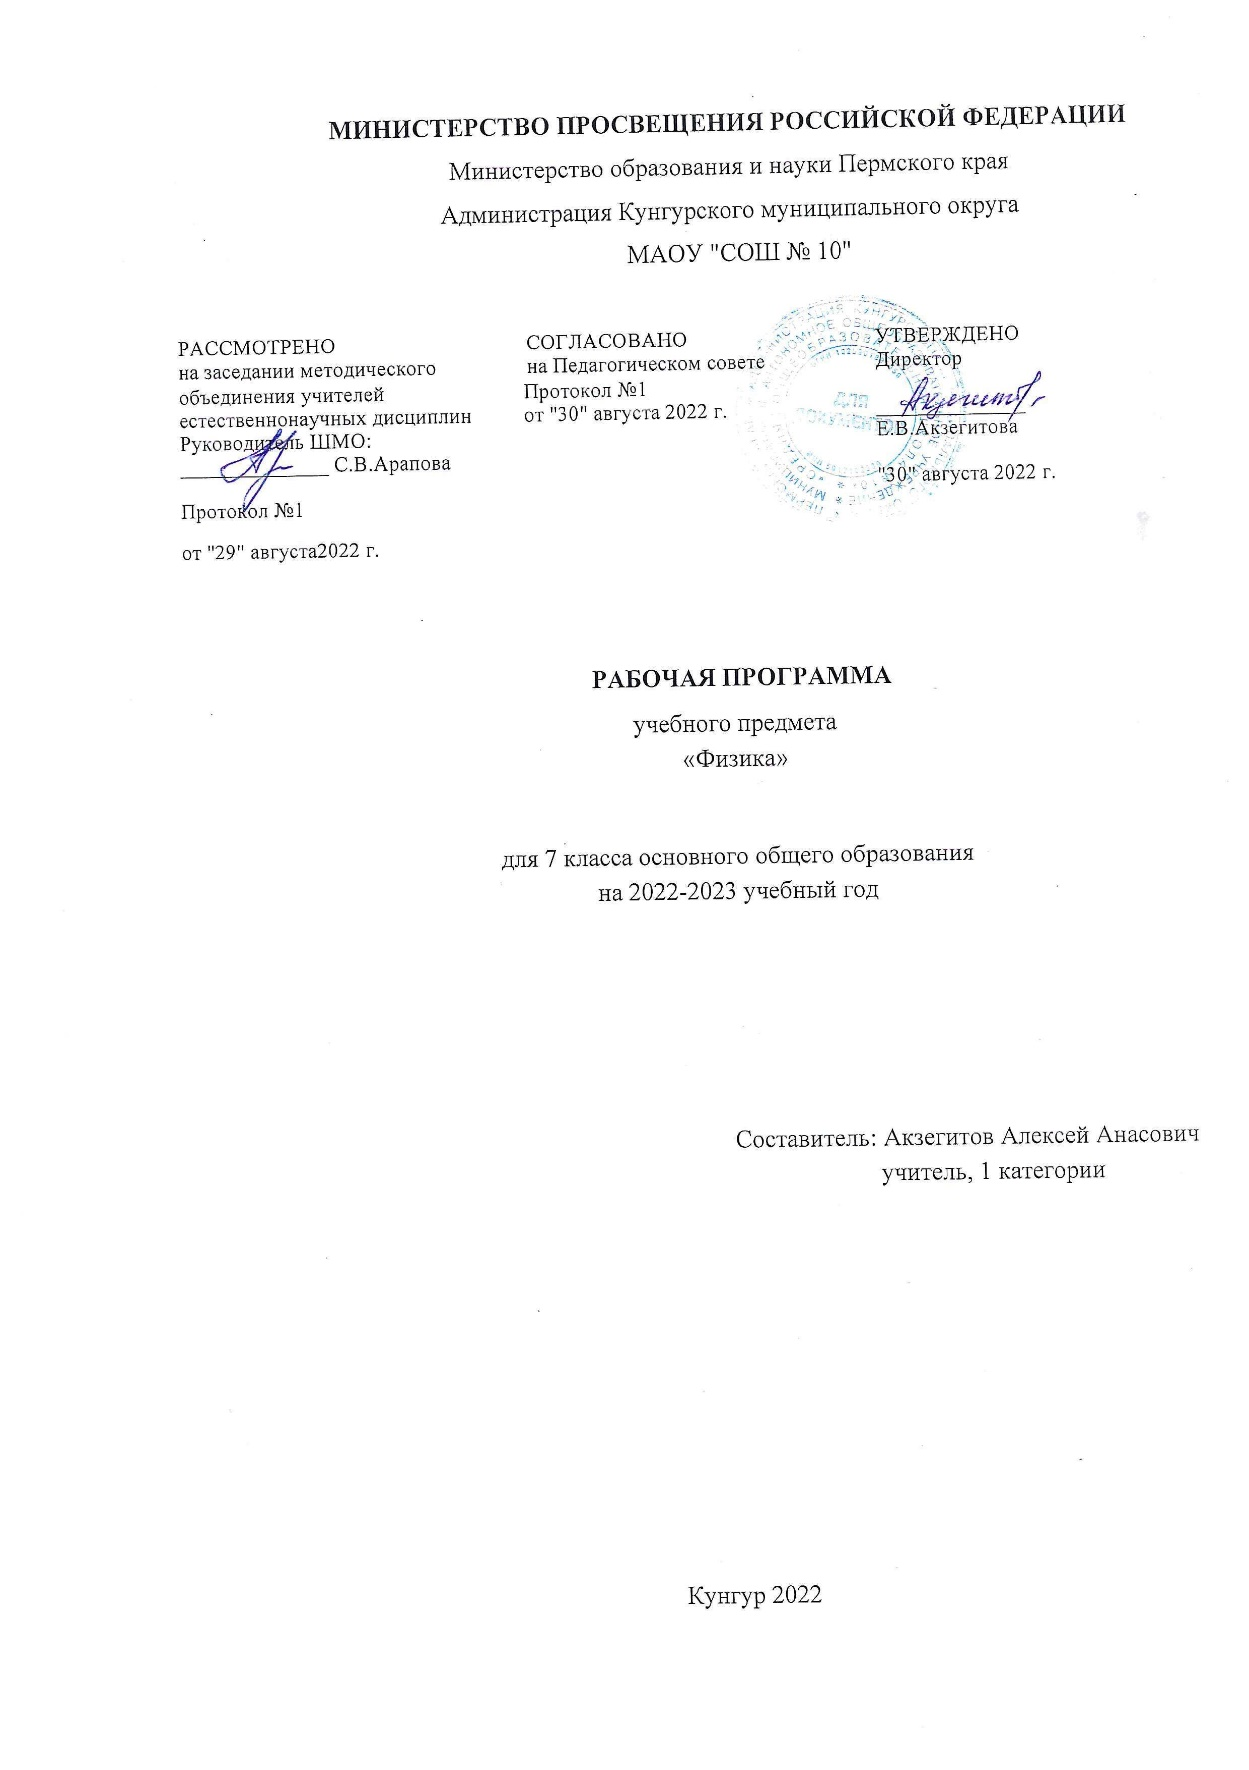 МИНИСТЕРСТВО ПРОСВЕЩЕНИЯ РОССИЙСКОЙ ФЕДЕРАЦИИ
Министерство образования и науки Пермского края
Администрация Кунгурского муниципального округа
МАОУ "СОШ № 10"
РАССМОТРЕНО
на заседании методического
объединения учителей
естественнонаучных дисциплин
Руководитель ШМО:
_______________ С.В.Арапова
Протокол №1
от "29" августа2022 г.
СОГЛАСОВАНО
на Педагогическом совете
Протокол №1
от "30" августа 2022 г.
УТВЕРЖДЕНО
Директор
Е.В.Акзегитова
"30" августа 2022 г.
ДЛЯ
ДОКУМЕНТОВ
РАБОЧАЯ ПРОГРАММА
учебного предмета
«Физика»
для 7 класса основного общего образования
на 2022-2023 учебный год
Составитель: Акзегитов Алексей Анасович
учитель, 1 категории
Кунгур 2022